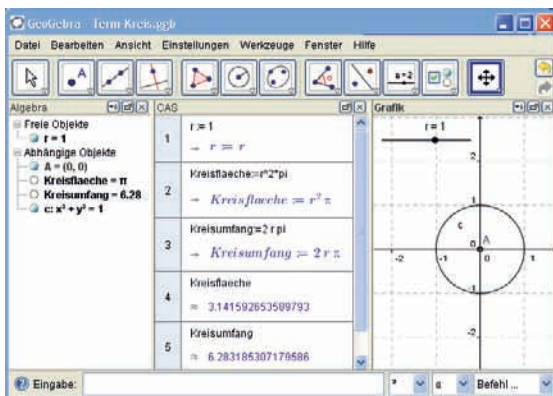 GeoGebra - Term Kreis.ggb
Datei Bearbeiten Ansicht Einstellungen Werkzeuge Fenster Hilfe
A
a=2
Algebra
Freie Objekte
r = 1
Abhängige Objekte
A = (0, 0)
Kreisflaeche = π
Kreisumfang = 6.28
c: x² + y² = 1
CAS
1
r:= 1
→ r := r
2
Kreisflaeche:=r^2*pi
→ Kreisflaeche := r² π
3
Kreisumfang:=2 r pi
→ Kreisumfang := 2 r π
4
Kreisflaeche
≈ 3.141592653589793
5
Kreisumfang
≈ 6.283185307179586
Grafik
r = 1
2
1
c
A
0
-2
-1
0
1
-1
-2
Eingabe:
²
α
Befehl ...